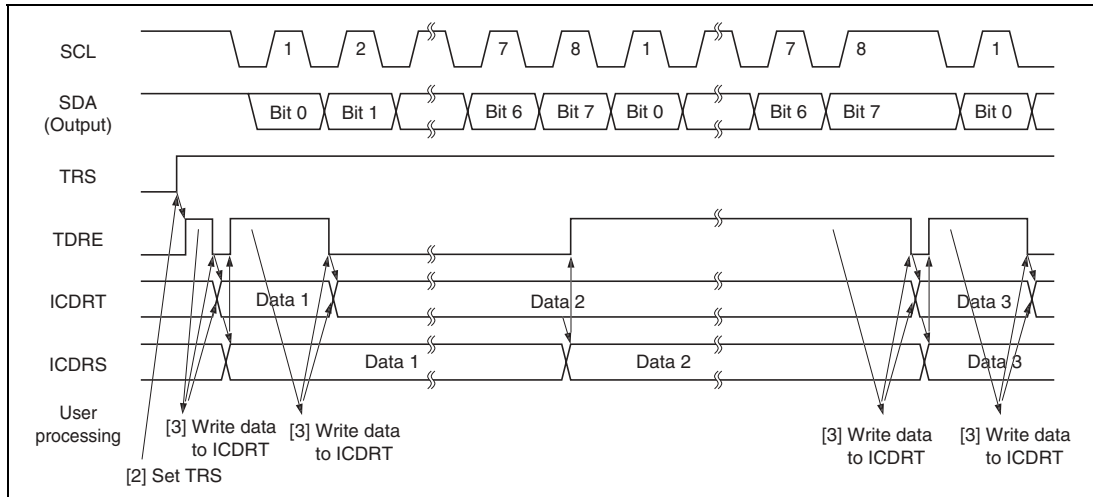 SCL 1 2 7 8 1 7 8 1
SDA
(Output) Bit 0 Bit 1 Bit 6 Bit 7 Bit 0 Bit 6 Bit 7 Bit 0
TRS
TDRE
ICDRT Data 1 Data 2 Data 3
ICDRS Data 1 Data 2 Data 3
User
processing
[3] Write data
to ICDRT
[3] Write data
to ICDRT
[3] Write data
to ICDRT
[3] Write data
to ICDRT
[2] Set TRS